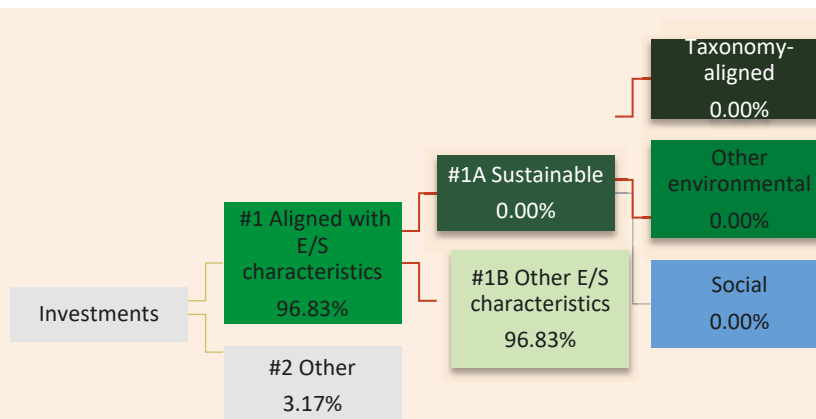 Investments
#1 Aligned with
E/S
characteristics
96.83%
#2 Other
3.17%
#1A Sustainable
0.00%
#1B Other E/S
characteristics
96.83%
Taxonomy-
aligned
0.00%
Other
environmental
0.00%
Social
0.00%